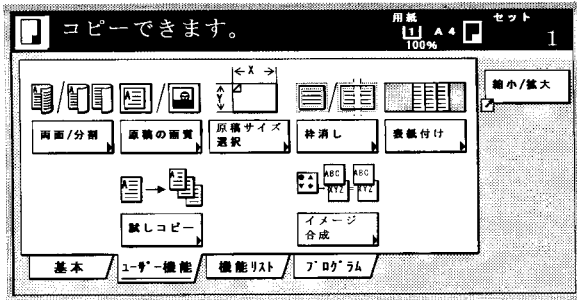 コピーできます。
用紙
1 A4
100%
セット
1
X
Y
両面/分割
原稿の画質
原稿サイズ
選択
枠消し
表紙付け
縮小/拡大
ABC
XYZ
ABC
XYZ
試しコピー
イメージ
合成
基本
ユーザー機能
機能リスト
プログラム